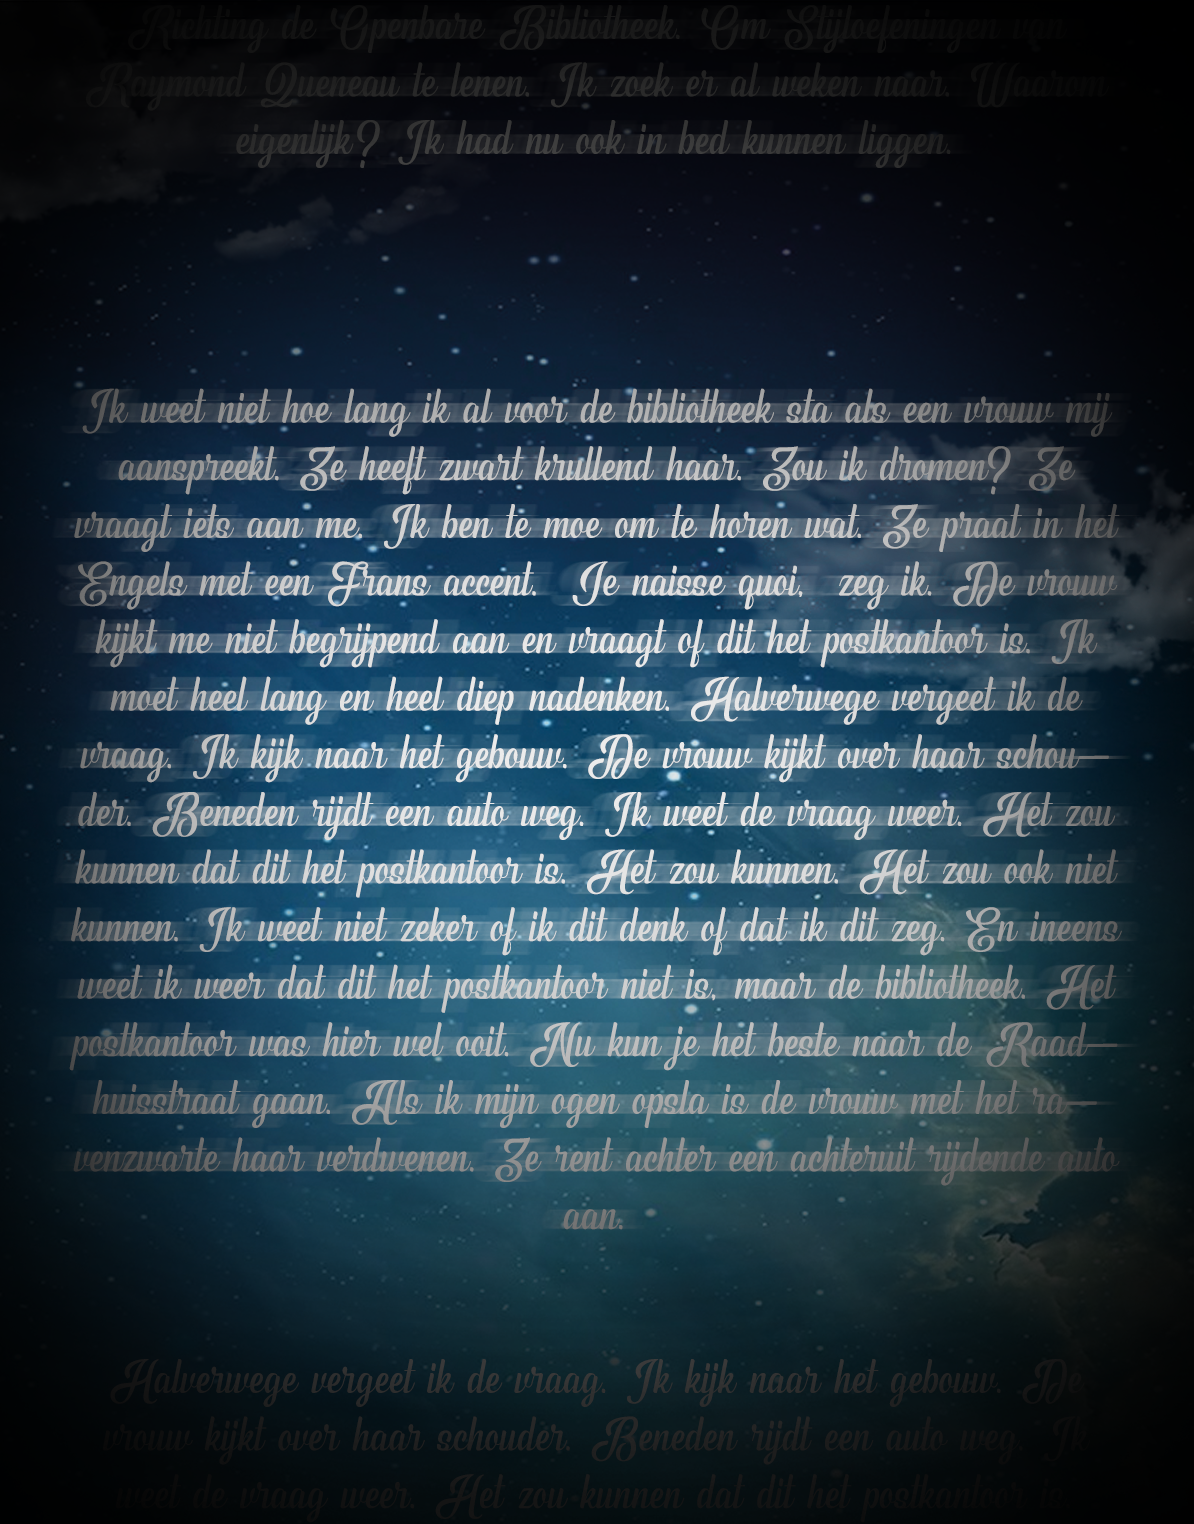 Richting de Openbare Bibliotheek. Om Stijloefeningen van
Raymond Queneau te lenen. Ik zoek er al weken naar. Waarom
eigenlijk? Ik had nu ook in bed kunnen liggen.
Ik weet niet hoe lang ik al voor de bibliotheek sta als een vrouw mij
aanspreekt. Ze heeft zwart krullend haar. Zou ik dromen? Ze
vraagt iets aan me. Ik ben te moe om te horen wat. Ze praat in het
Engels met een Frans accent. Je naisse quoi, zeg ik. De vrouw
kijkt me niet begrijpend aan en vraagt of dit het postkantoor is. Ik
moet heel lang en heel diep nadenken. Halverwege vergeet ik de
vraag. Ik kijk naar het gebouw. De vrouw kijkt over haar schou-
der. Beneden rijdt een auto weg. Ik weet de vraag weer. Het zou
kunnen dat dit het postkantoor is. Het zou kunnen. Het zou ook niet
kunnen. Ik weet niet zeker of ik dit denk of dat ik dit zeg. En ineens
weet ik weer dat dit het postkantoor niet is, maar de bibliotheek. Het
postkantoor was hier wel ooit. Nu kun je het beste naar de Raad-
huisstraat gaan. Als ik mijn ogen opsla is de vrouw met het ra-
venzwarte haar verdwenen. Ze rent achter een achteruit rijdende auto
aan.
Halverwege vergeet ik de vraag. Ik kijk naar het gebouw. De
vrouw kijkt over haar schouder. Beneden rijdt een auto weg. Ik
weet de vraag weer. Het zou kunnen dat dit het postkantoor is.